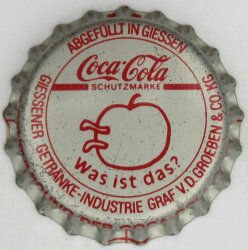 ABGEFÜLLT IN GIESSEN
Coca-Cola
SCHUTZMARKE
was ist das?
GIESSENER GETRÄNKE-INDUSTRIE GRAF V.D. GROEBEN & CO. KG